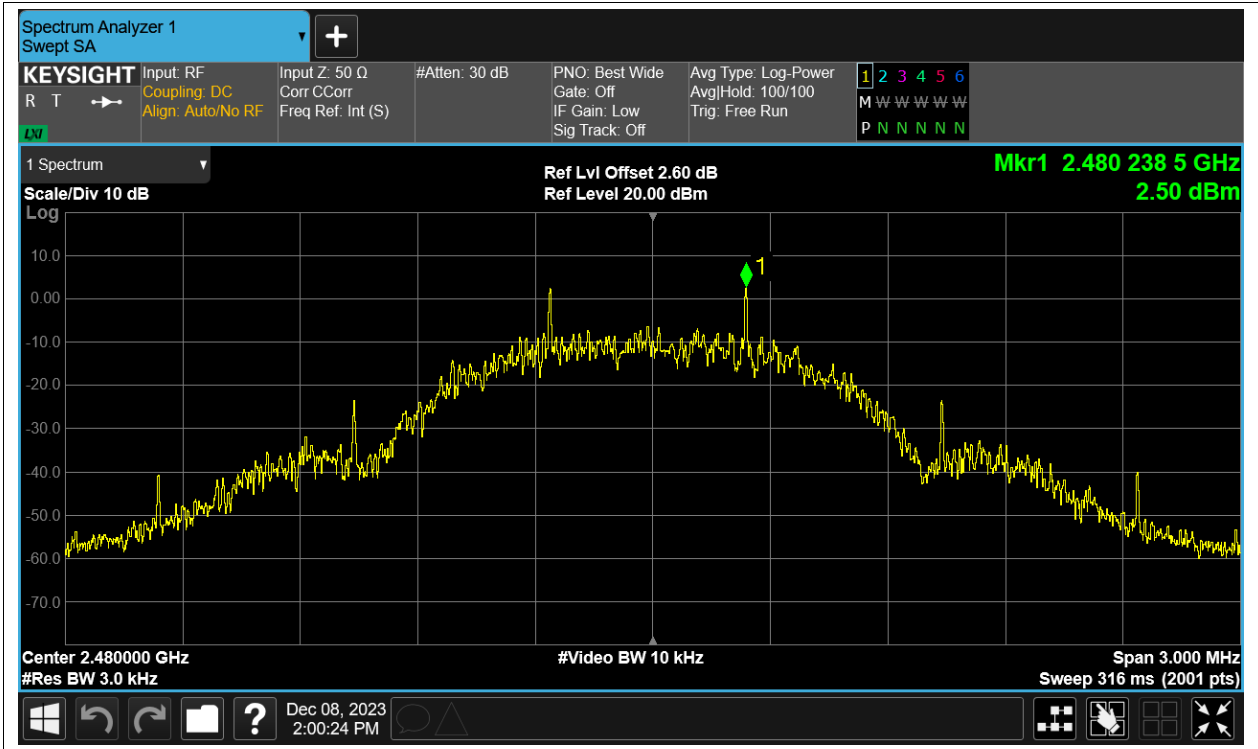 Spectrum Analyzer 1
Swept SA
KEYSIGHT
R T
LXI
Input: RF
Coupling: DC
Align: Auto/No RF
Input Z: 50 Ω
Corr CCorr
Freq Ref: Int (S)
#Atten: 30 dB
PNO: Best Wide
Gate: Off
IF Gain: Low
Sig Track: Off
Avg Type: Log-Power
Avg|Hold: 100/100
Trig: Free Run
1 2 3 4 5 6
M W W W W W
P N N N N N
1 Spectrum
Scale/Div 10 dB
Log
Ref Lvl Offset 2.60 dB
Ref Level 20.00 dBm
Mkr1 2.480 238 5 GHz
2.50 dBm
1
10.0
0.00
-10.0
-20.0
-30.0
-40.0
-50.0
-60.0
-70.0
Center 2.480000 GHz
#Res BW 3.0 kHz
#Video BW 10 kHz
Span 3.000 MHz
Sweep 316 ms (2001 pts)
?
Dec 08, 2023
2:00:24 PM